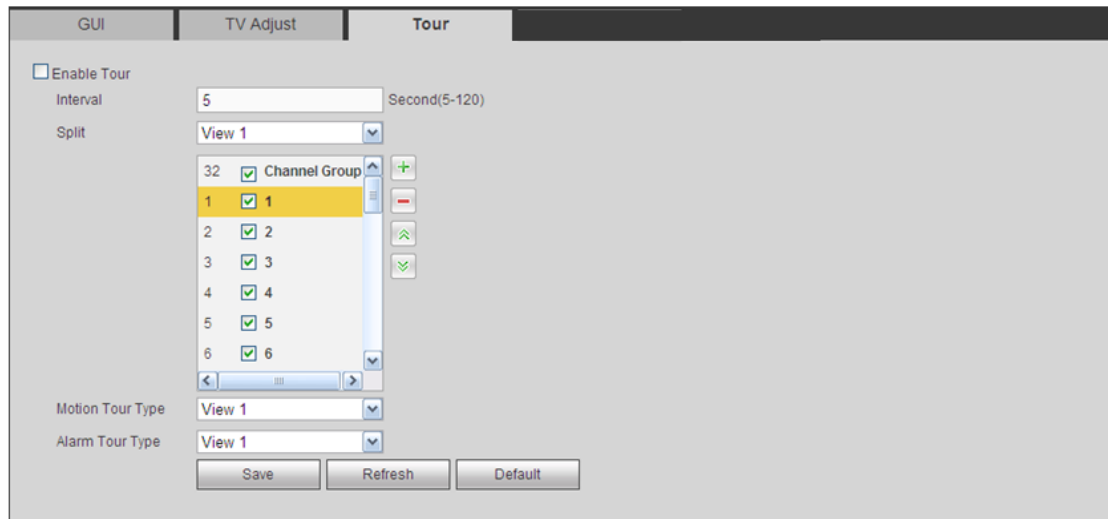 GUI TV Adjust Tour
Enable Tour
Interval 5 Second(5-120)
Split View 1
32 Channel Group
1 1
2 2
3 3
4 4
5 5
6 6
Motion Tour Type View 1
Alarm Tour Type View 1
Save Refresh Default